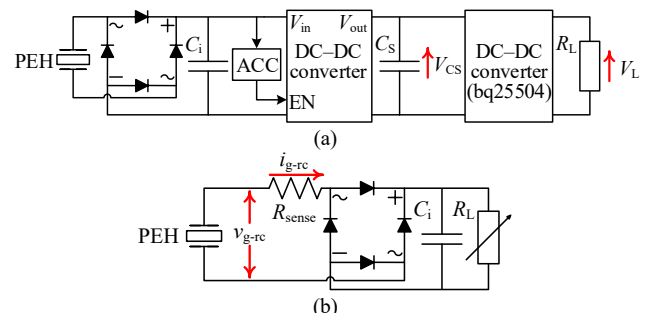 PEH
~
+
−
~
C_i
ACC
V_in V_out
DC–DC
converter
EN
C_S
V_CS
DC–DC
converter
(bq25504)
R_L
V_L
(a)
i_g-rc
R_sense
PEH
v_g-rc
~
+
−
~
C_i
R_L
(b)